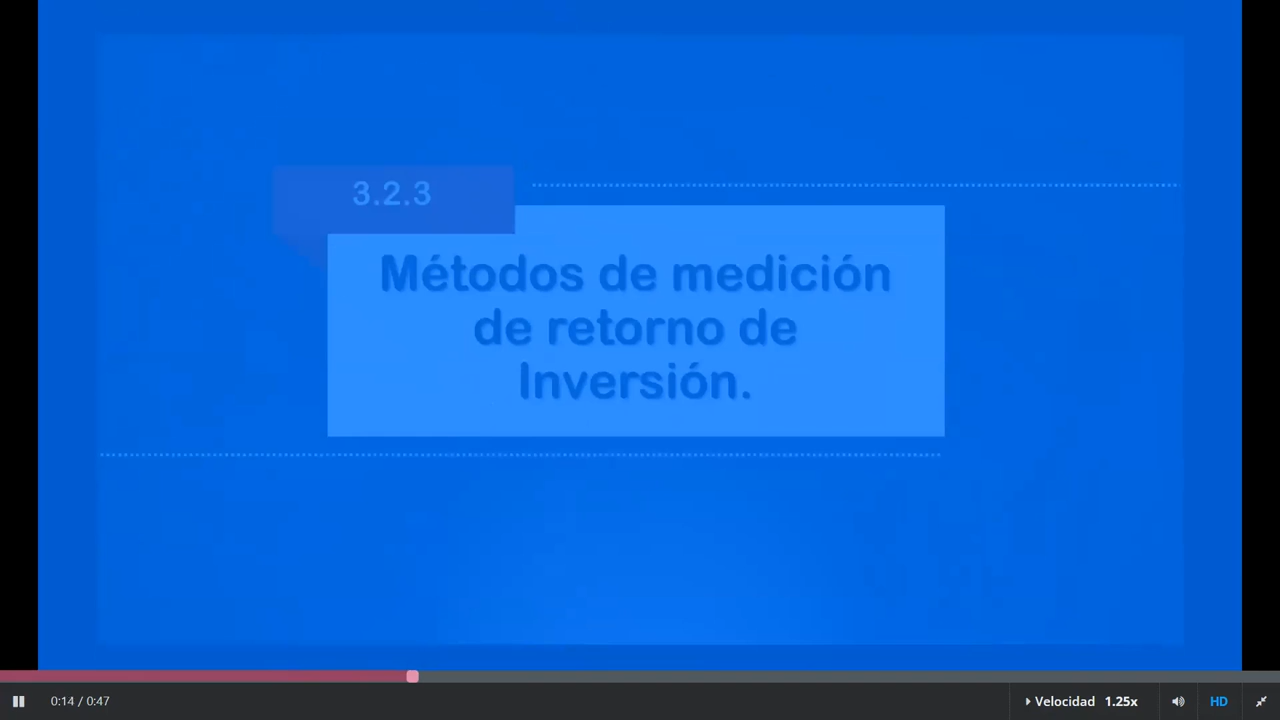 3.2.3
Métodos de medición
de retorno de
Inversión.
0:14 / 0:47
Velocidad 1.25x
HD